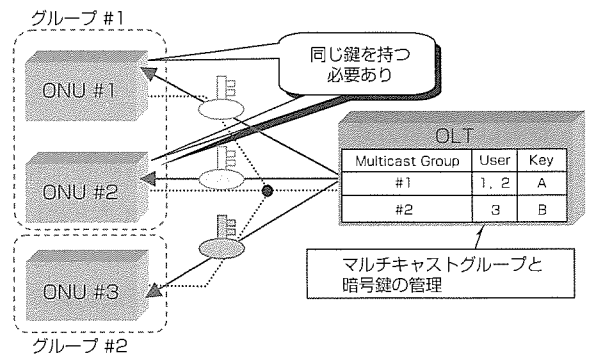 グループ #1
ONU #1
同じ鍵を持つ
必要あり
ONU #2
OLT
Multicast Group User Key
#1 1, 2 A
#2 3 B
ONU #3
マルチキャストグループと
暗号鍵の管理
グループ #2